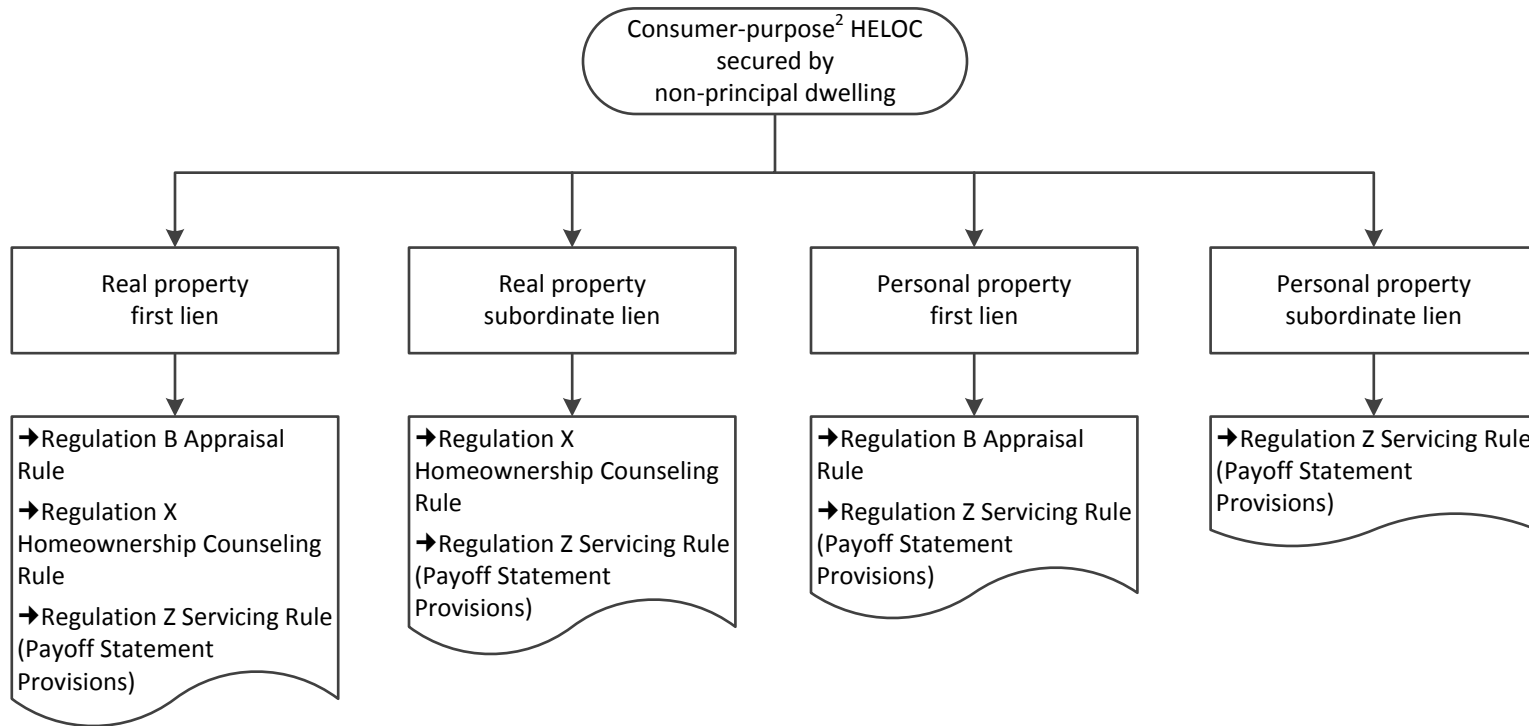 Consumer-purpose² HELOC
secured by
non-principal dwelling
Real property
first lien
Real property
subordinate lien
Personal property
first lien
Personal property
subordinate lien
➔Regulation B Appraisal
Rule
➔Regulation X
Homeownership Counseling
Rule
➔Regulation Z Servicing Rule
(Payoff Statement
Provisions)
➔Regulation X
Homeownership Counseling
Rule
➔Regulation Z Servicing Rule
(Payoff Statement
Provisions)
➔Regulation B Appraisal
Rule
➔Regulation Z Servicing Rule
(Payoff Statement
Provisions)
➔Regulation Z Servicing Rule
(Payoff Statement
Provisions)